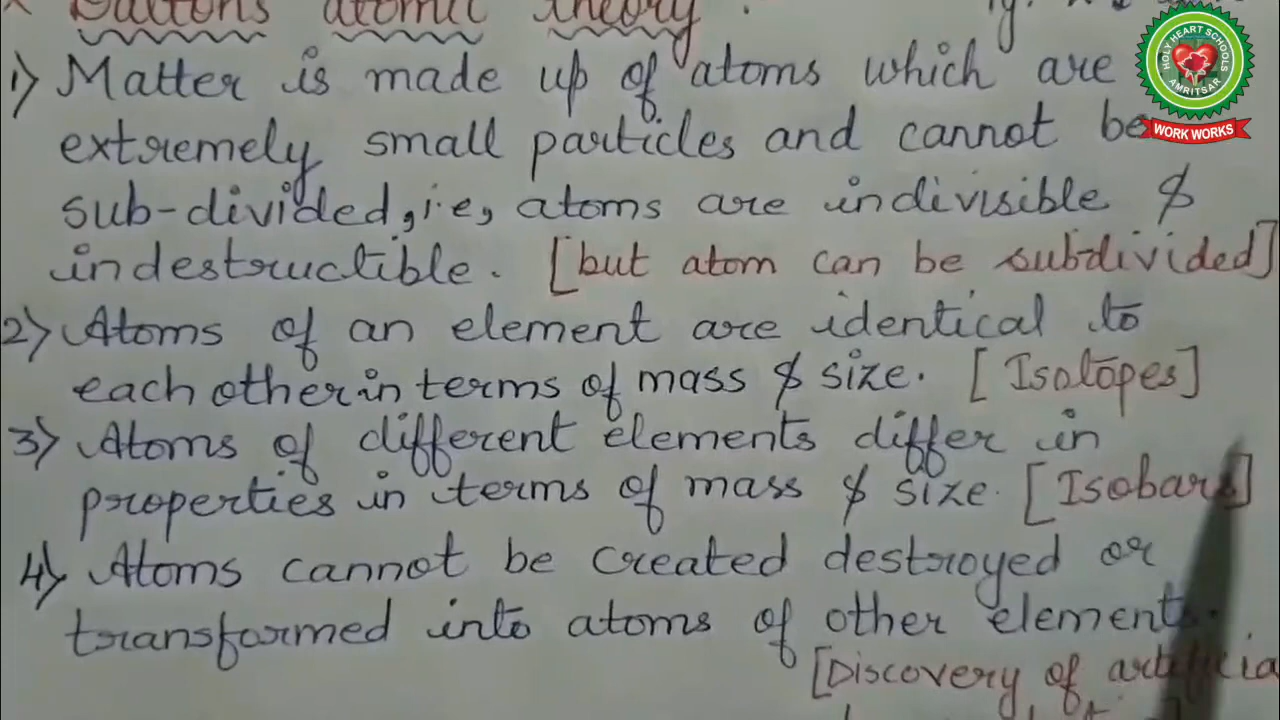 Daltons atomic theory :
1) Matter is made up of atoms which are
extremely small particles and cannot be
sub-divided, i.e, atoms are indivisible &
indestructible. [but atom can be subdivided]
2) Atoms of an element are identical to
each other in terms of mass & size. [Isotopes]
3) Atoms of different elements differ in
properties in terms of mass & size. [Isobars]
4) Atoms cannot be created destroyed or
transformed into atoms of other elements.
[Discovery of
HOLY HEART SCHOOLS
AMRITSAR
WORK WORKS